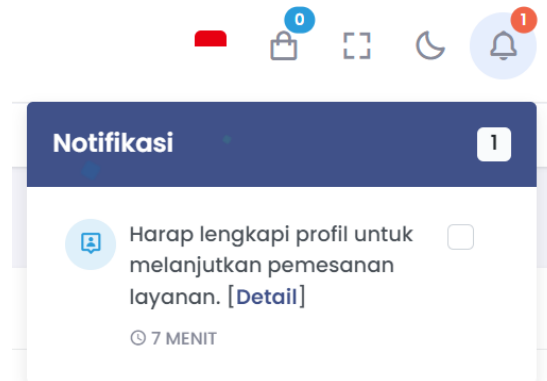 0
1
Notifikasi
1
Harap lengkapi profil untuk
melanjutkan pemesanan
layanan. [Detail]
7 MENIT